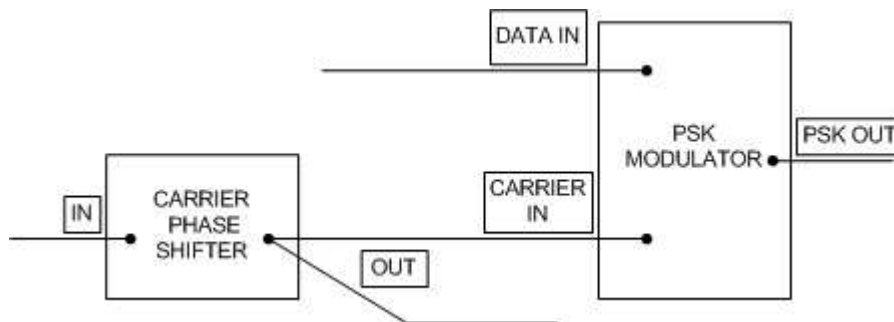 DATA IN
PSK
MODULATOR
PSK OUT
IN
CARRIER
PHASE
SHIFTER
CARRIER
IN
OUT